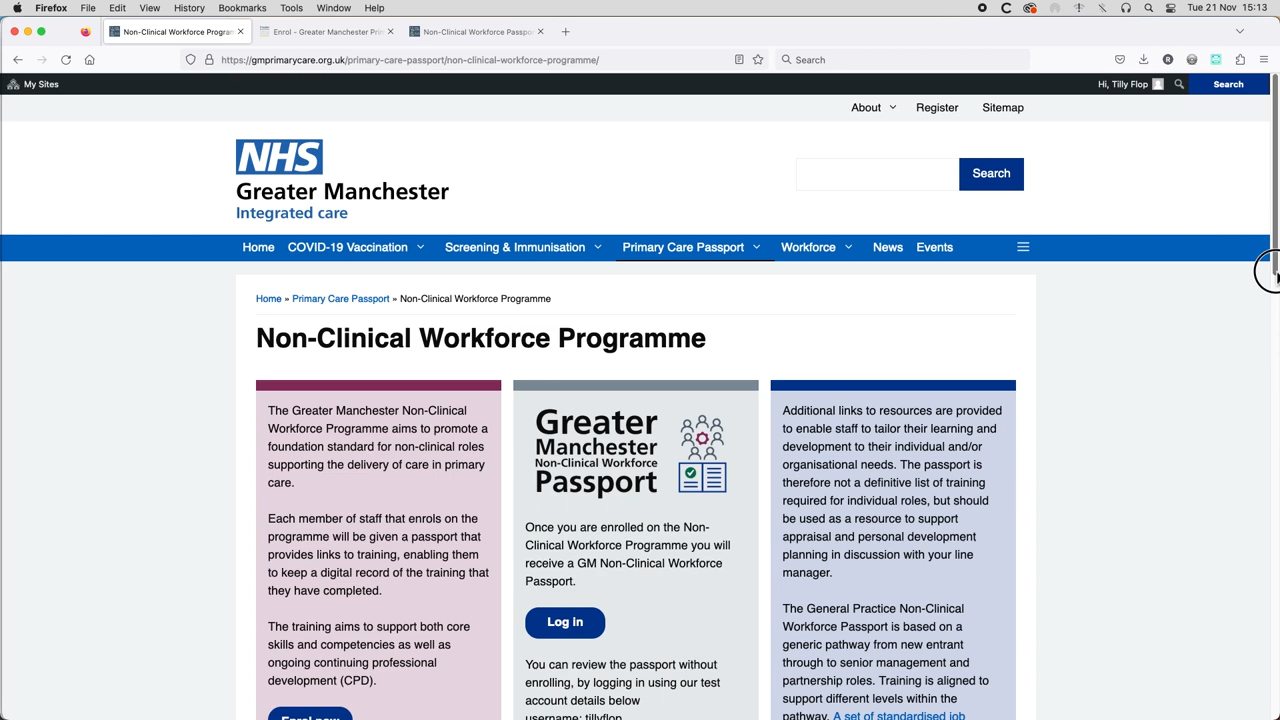 Firefox File Edit View History Bookmarks Tools Window Help Tue 21 Nov 15:13
Non-Clinical Workforce Progran Enrol - Greater Manchester Prin Non-Clinical Workforce Passpo
https://gmprimarycare.org.uk/primary-care-passport/non-clinical-workforce-programme/ Search
My Sites Hi, Tilly Flop Search
About Register Sitemap
NHS
Greater Manchester
Integrated care
Search
Home COVID-19 Vaccination Screening & Immunisation Primary Care Passport Workforce News Events
Home » Primary Care Passport » Non-Clinical Workforce Programme
Non-Clinical Workforce Programme
The Greater Manchester Non-Clinical
Workforce Programme aims to promote a
foundation standard for non-clinical roles
supporting the delivery of care in primary
care.
Each member of staff that enrols on the
programme will be given a passport that
provides links to training, enabling them
to keep a digital record of the training that
they have completed.
The training aims to support both core
skills and competencies as well as
ongoing continuing professional
development (CPD).
Enrol now
Greater
Manchester
Non-Clinical Workforce
Passport
Once you are enrolled on the Non-
Clinical Workforce Programme you will
receive a GM Non-Clinical Workforce
Passport.
Log in
You can review the passport without
enrolling, by logging in using our test
account details below
username: tillyflop
Additional links to resources are provided
to enable staff to tailor their learning and
development to their individual and/or
organisational needs. The passport is
therefore not a definitive list of training
required for individual roles, but should
be used as a resource to support
appraisal and personal development
planning in discussion with your line
manager.
The General Practice Non-Clinical
Workforce Passport is based on a
generic pathway from new entrant
through to senior management and
partnership roles. Training is aligned to
support different levels within the
pathway. A set of standardised job